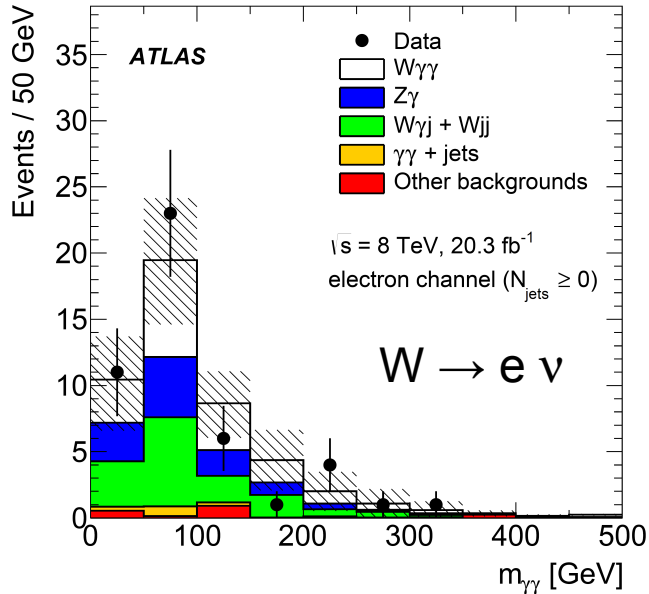 Events / 50 GeV
35
30
25
20
15
10
5
0
ATLAS
Data
Wγγ
Zγ
Wγj + Wjj
γγ + jets
Other backgrounds
√s = 8 TeV, 20.3 fb⁻¹
electron channel (N_jets ≥ 0)
W → e ν
0 100 200 300 400 500
m_γγ [GeV]